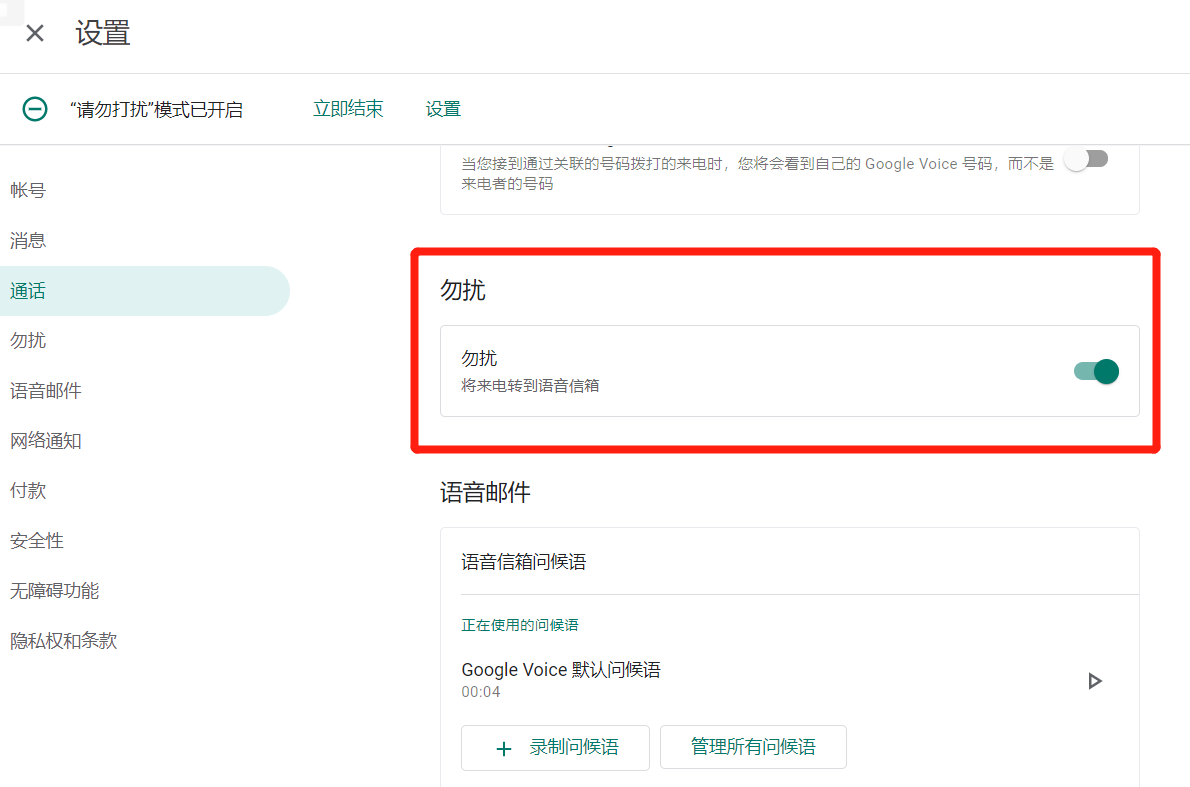 设置
“请勿打扰”模式已开启 立即结束 设置
帐号
消息
通话
勿扰
语音邮件
网络通知
付款
安全性
无障碍功能
隐私权和条款
当您接到通过关联的号码拨打的来电时，您将会看到自己的 Google Voice 号码，而不是
来电者的号码
勿扰
勿扰
将来电转到语音信箱
语音邮件
语音信箱问候语
正在使用的问候语
Google Voice 默认问候语
00:04
录制问候语 管理所有问候语